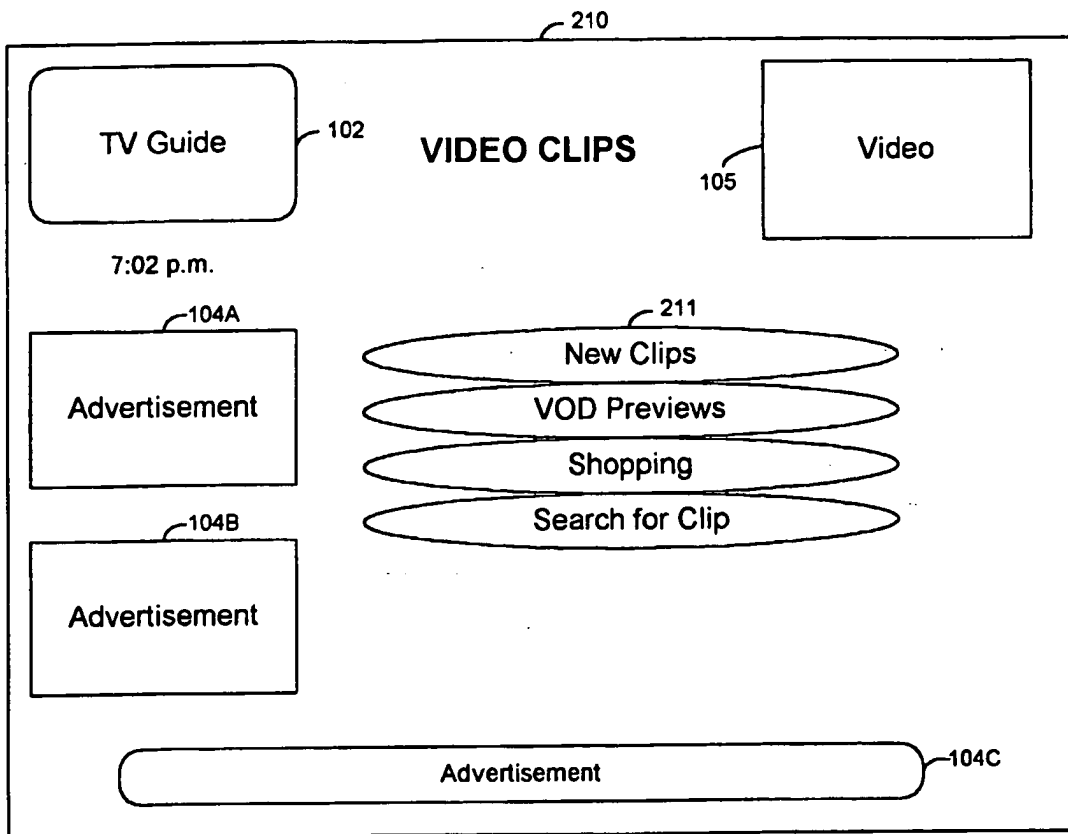 210
TV Guide
102
VIDEO CLIPS
105
Video
7:02 p.m.
104A
Advertisement
211
New Clips
VOD Previews
Shopping
Search for Clip
104B
Advertisement
Advertisement
104C